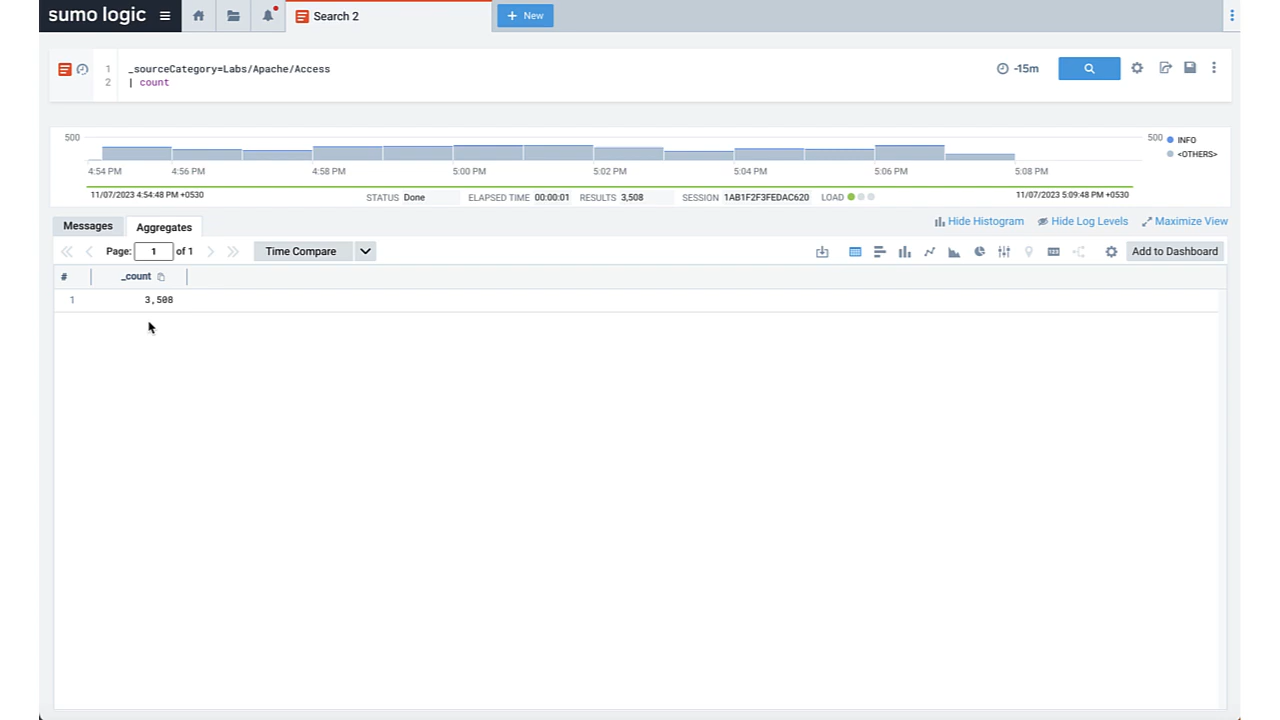 sumo logic
Search 2
+ New
1 _sourceCategory=Labs/Apache/Access
2 | count
-15m
500
500
INFO
<OTHERS>
4:54 PM 4:56 PM 4:58 PM 5:00 PM 5:02 PM 5:04 PM 5:06 PM 5:08 PM
11/07/2023 4:54:48 PM +0530
11/07/2023 5:09:48 PM +0530
STATUS Done ELAPSED TIME 00:00:01 RESULTS 3,508 SESSION 1AB1F2F3FEDAC620 LOAD
Messages Aggregates
Hide Histogram Hide Log Levels Maximize View
Page: 1 of 1 Time Compare
Add to Dashboard
# _count
1 3,508